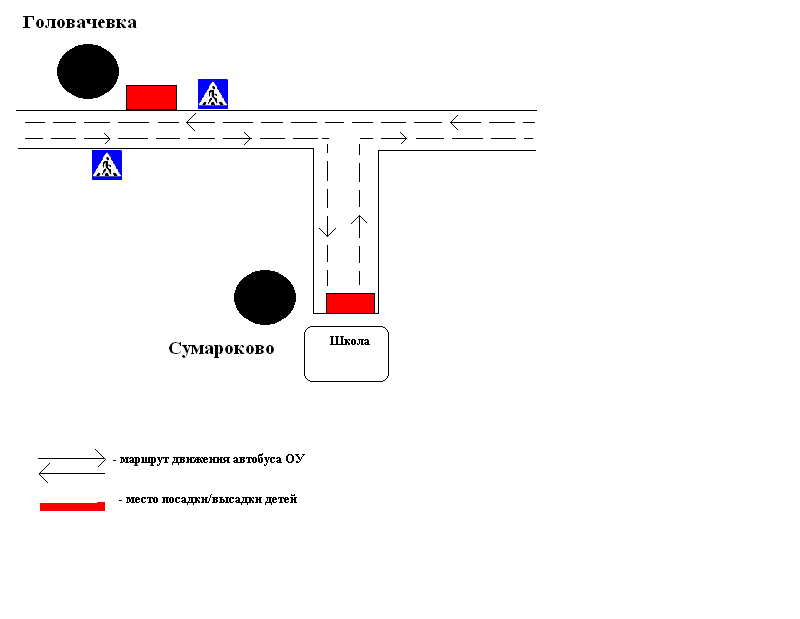 Головачевка
Сумароково
Школа
- маршрут движения автобуса ОУ
- место посадки/высадки детей